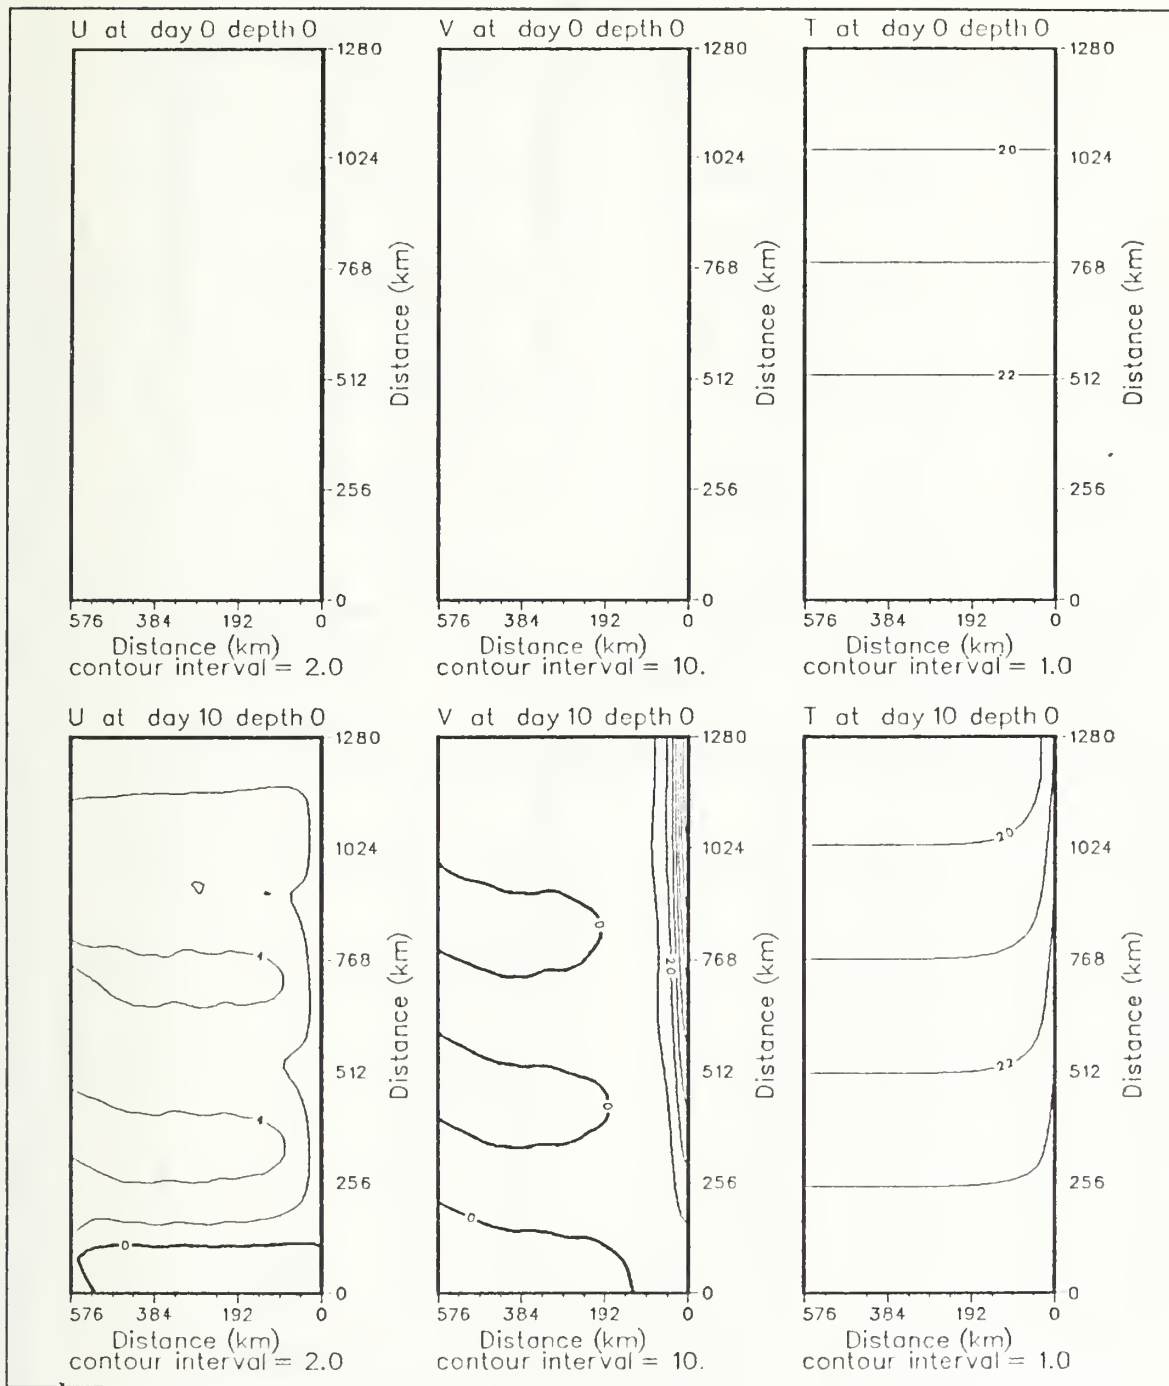 U at day 0 depth 0
1280
1024
768
512
256
0
Distance (km)
576 384 192 0
Distance (km)
contour interval = 2.0
V at day 0 depth 0
1280
1024
768
512
256
0
Distance (km)
576 384 192 0
Distance (km)
contour interval = 10.
T at day 0 depth 0
20
22
1280
1024
768
512
256
0
Distance (km)
576 384 192 0
Distance (km)
contour interval = 1.0
U at day 10 depth 0
4
4
0
1280
1024
768
512
256
0
Distance (km)
576 384 192 0
Distance (km)
contour interval = 2.0
V at day 10 depth 0
0
20
0
0
1280
1024
768
512
256
0
Distance (km)
576 384 192 0
Distance (km)
contour interval = 10.
T at day 10 depth 0
20
22
1280
1024
768
512
256
0
Distance (km)
576 384 192 0
Distance (km)
contour interval = 1.0